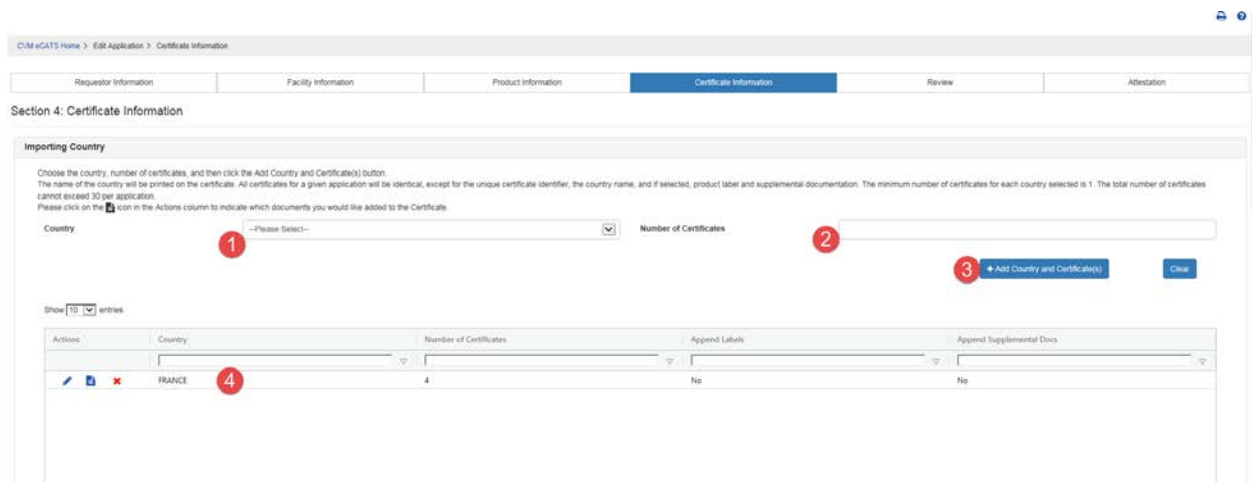 CVM eCATS Home > Edit Application > Certificate Information
Requestor Information Facility Information Product Information Certificate Information Review Attestation
Section 4: Certificate Information
Importing Country
Choose the country, number of certificates, and then click the Add Country and Certificate(s) button.
The name of the country will be printed on the certificate. All certificates for a given application will be identical, except for the unique certificate identifier, the country name, and if selected, product label and supplemental documentation. The minimum number of certificates for each country selected is 1. The total number of certificates
cannot exceed 30 per application.
Please click on the icon in the Actions column to indicate which documents you would like added to the Certificate.
Country 1 --Please Select-- Number of Certificates 2
3 + Add Country and Certificate(s) Clear
Show 10 entries
Actions Country Number of Certificates Append Labels Append Supplemental Docs
FRANCE 4 4 No No